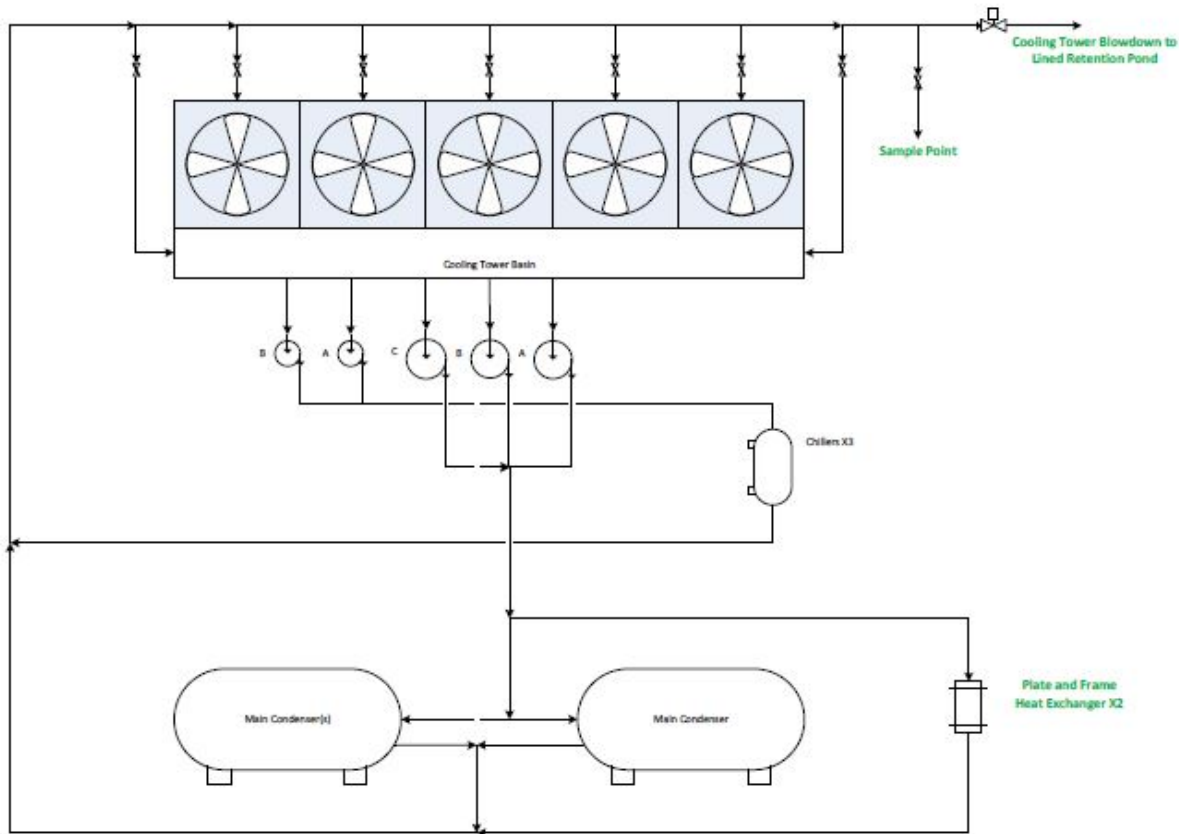 Cooling Tower Blowdown to
Lined Retention Pond
Sample Point
Cooling Tower Basin
B
A
C
B
A
Chillers X3
Plate and Frame
Heat Exchanger X2
Main Condenser(s)
Main Condenser